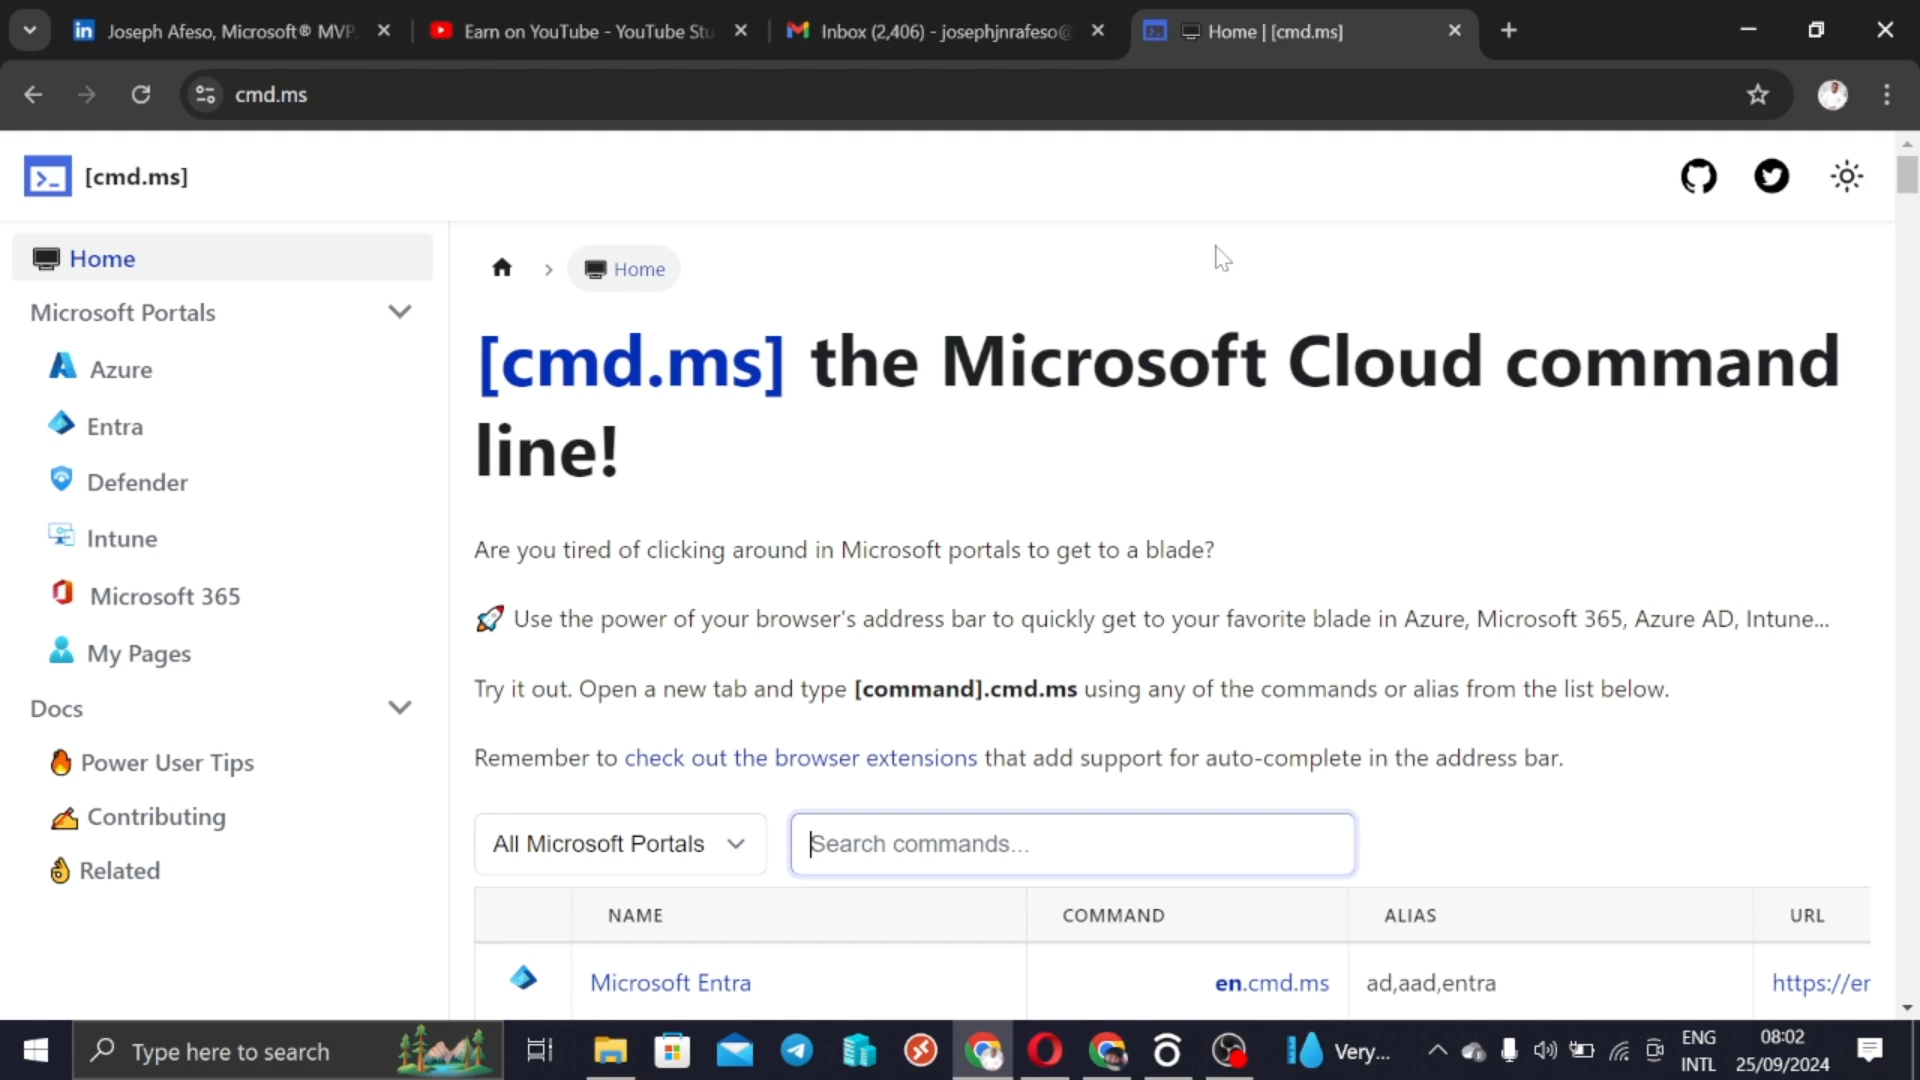 Joseph Afeso, Microsoft® MVP,
Earn on YouTube - YouTube Stu
Inbox (2,406) - josephjnrafeso@
Home | [cmd.ms]
cmd.ms
[cmd.ms]
Home
Microsoft Portals
Azure
Entra
Defender
Intune
Microsoft 365
My Pages
Docs
Power User Tips
Contributing
Related
Home
[cmd.ms] the Microsoft Cloud command
line!
Are you tired of clicking around in Microsoft portals to get to a blade?
Use the power of your browser's address bar to quickly get to your favorite blade in Azure, Microsoft 365, Azure AD, Intune...
Try it out. Open a new tab and type [command].cmd.ms using any of the commands or alias from the list below.
Remember to check out the browser extensions that add support for auto-complete in the address bar.
All Microsoft Portals
Search commands...
NAME COMMAND ALIAS URL
Microsoft Entra en.cmd.ms ad,aad,entra https://er
Type here to search
Very...
ENG
INTL
08:02
25/09/2024